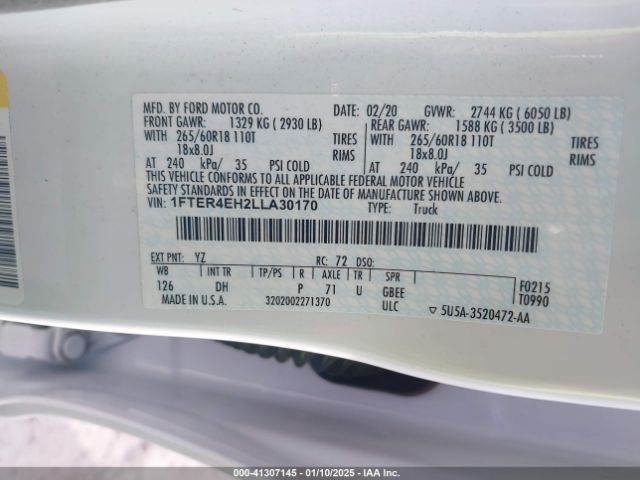 MFD. BY FORD MOTOR CO. DATE: 02/20 GVWR: 2744 KG ( 6050 LB)
FRONT GAWR: 1329 KG ( 2930 LB) REAR GAWR: 1588 KG ( 3500 LB)
WITH 265/60R18 110T TIRES WITH 265/60R18 110T TIRES
18x8.0J RIMS 18x8.0J RIMS
AT 240 kPa/ 35 PSI COLD AT 240 kPa/ 35 PSI COLD
THIS VEHICLE CONFORMS TO ALL APPLICABLE FEDERAL MOTOR VEHICLE
SAFETY STANDARDS IN EFFECT ON THE DATE OF MANUFACTURE SHOWN ABOVE.
VIN: 1FTER4EH2LLA30170 TYPE: Truck
EXT PNT: YZ RC: 72 DSO:
WB INT TR TP/PS R AXLE TR SPR F0215
126 DH P 71 U GBEE T0990
MADE IN U.S.A. 3202002271370 ULC ▽ 5U5A-3520472-AA
000-41307145 - 01/10/2025 - IAA Inc.